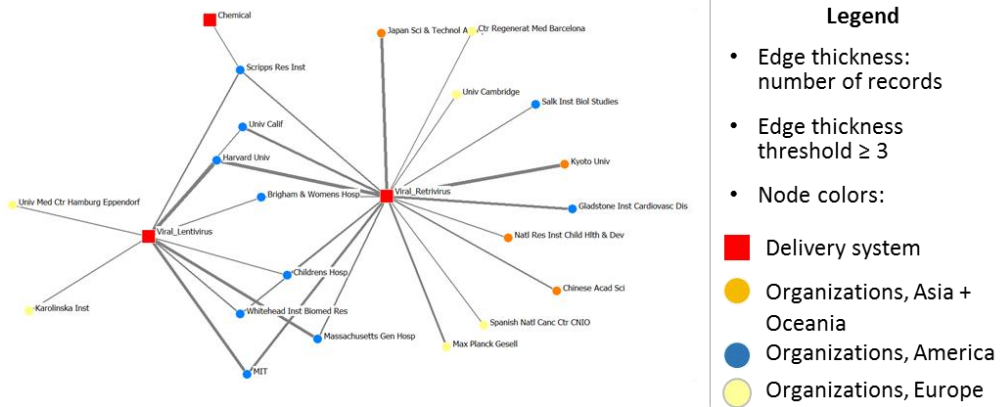 Chemical
Japan Sci & Technol A
Ctr Regenerat Med Barcelona
Scripps Res Inst
Univ Cambridge
Salk Inst Biol Studies
Univ Calif
Harvard Univ
Kyoto Univ
Brigham & Womens Hosp
Viral_Retrivirus
Univ Med Ctr Hamburg Eppendorf
Gladstone Inst Cardiovasc Dis
Viral_Lentivirus
Natl Res Inst Child Hlth & Dev
Childrens Hosp
Chinese Acad Sci
Karolinska Inst
Whitehead Inst Biomed Res
Spanish Natl Canc Ctr CNIO
Massachusetts Gen Hosp
Max Planck Gesell
MIT
Legend
• Edge thickness:
number of records
• Edge thickness
threshold ≥ 3
• Node colors:
Delivery system
Organizations, Asia +
Oceania
Organizations, America
Organizations, Europe